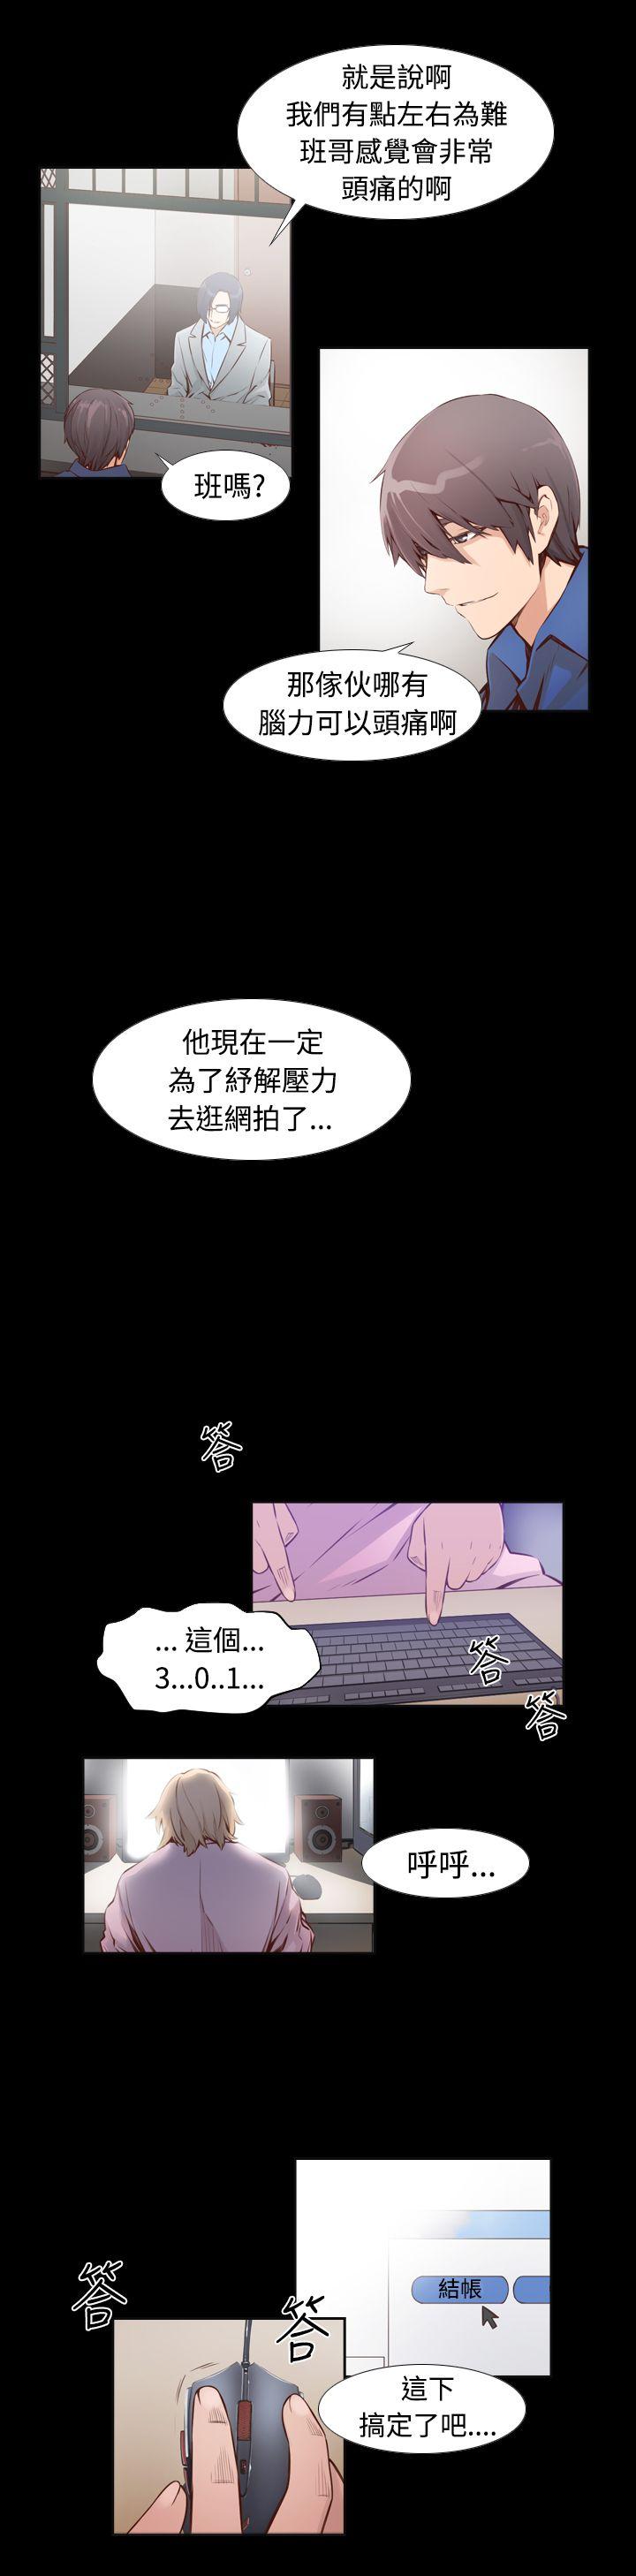 就是說啊
我們有點左右為難
班哥感覺會非常
頭痛的啊
班嗎?
那傢伙哪有
腦力可以頭痛啊
他現在一定
為了紓解壓力
去逛網拍了...
答
... 這個...
3...0..1...
答
答
呼呼...
結帳
答
答
這下
搞定了吧....